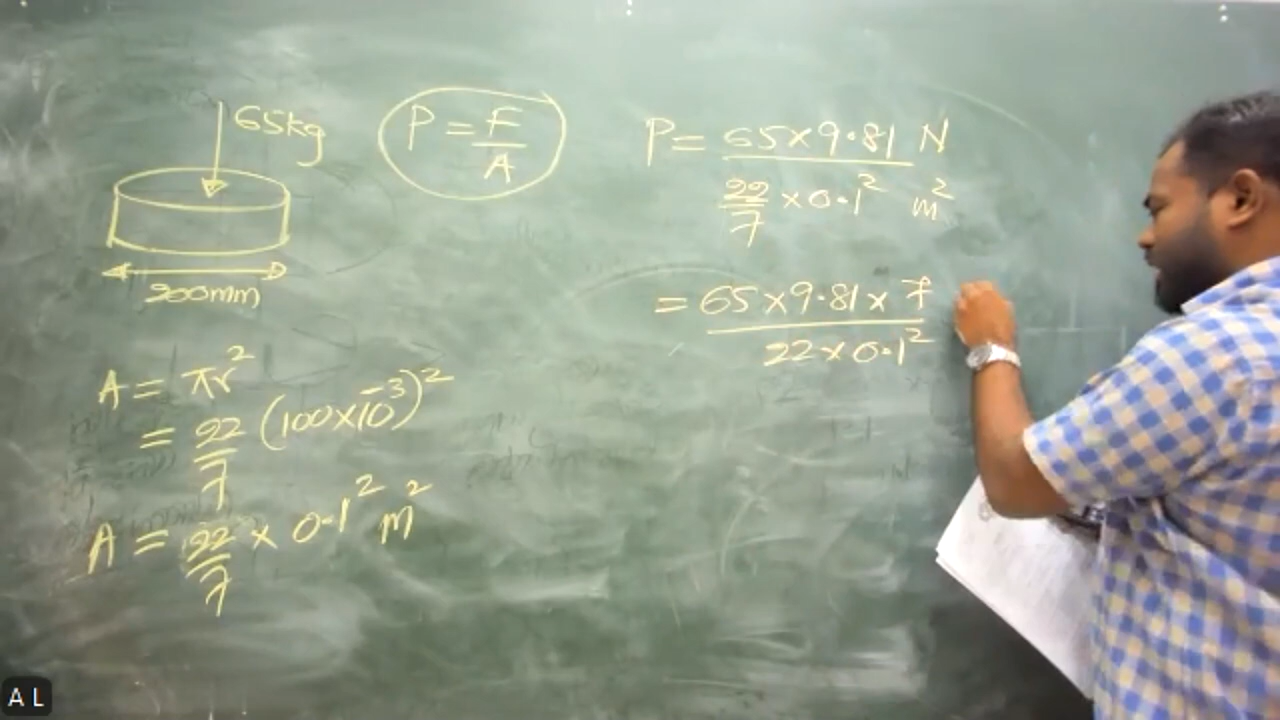 65kg
200mm
P = F/A
A = πr²
= 22/7 (100×10⁻³)²
A = 22/7 × 0.1² m²
P = 65×9.81 N / 22/7 × 0.1² m²
= 65×9.81×7 / 22×0.1²
A L